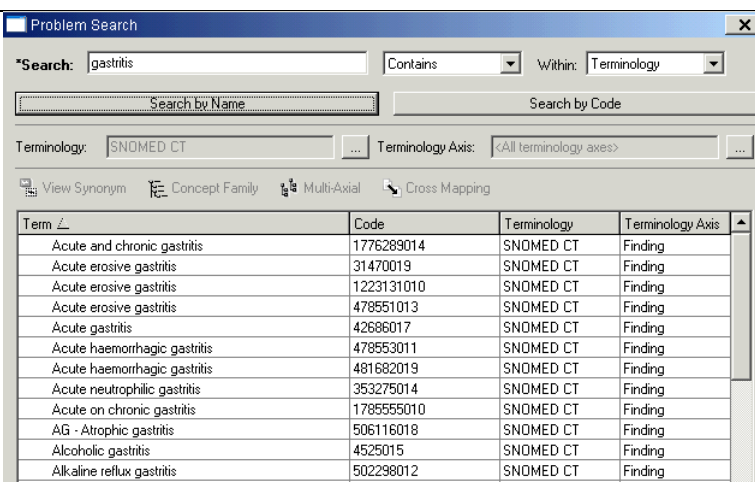 Problem Search
*Search: gastritis Contains Within: Terminology
Search by Name Search by Code
Terminology: SNOMED CT ... Terminology Axis: <All terminology axes> ...
View Synonym Concept Family Multi-Axial Cross Mapping
Term Code Terminology Terminology Axis
Acute and chronic gastritis 1776289014 SNOMED CT Finding
Acute erosive gastritis 31470019 SNOMED CT Finding
Acute erosive gastritis 1223131010 SNOMED CT Finding
Acute erosive gastritis 478551013 SNOMED CT Finding
Acute gastritis 42686017 SNOMED CT Finding
Acute haemorrhagic gastritis 478553011 SNOMED CT Finding
Acute haemorrhagic gastritis 481682019 SNOMED CT Finding
Acute neutrophilic gastritis 353275014 SNOMED CT Finding
Acute on chronic gastritis 1785555010 SNOMED CT Finding
AG - Atrophic gastritis 506116018 SNOMED CT Finding
Alcoholic gastritis 4525015 SNOMED CT Finding
Alkaline reflux gastritis 502298012 SNOMED CT Finding